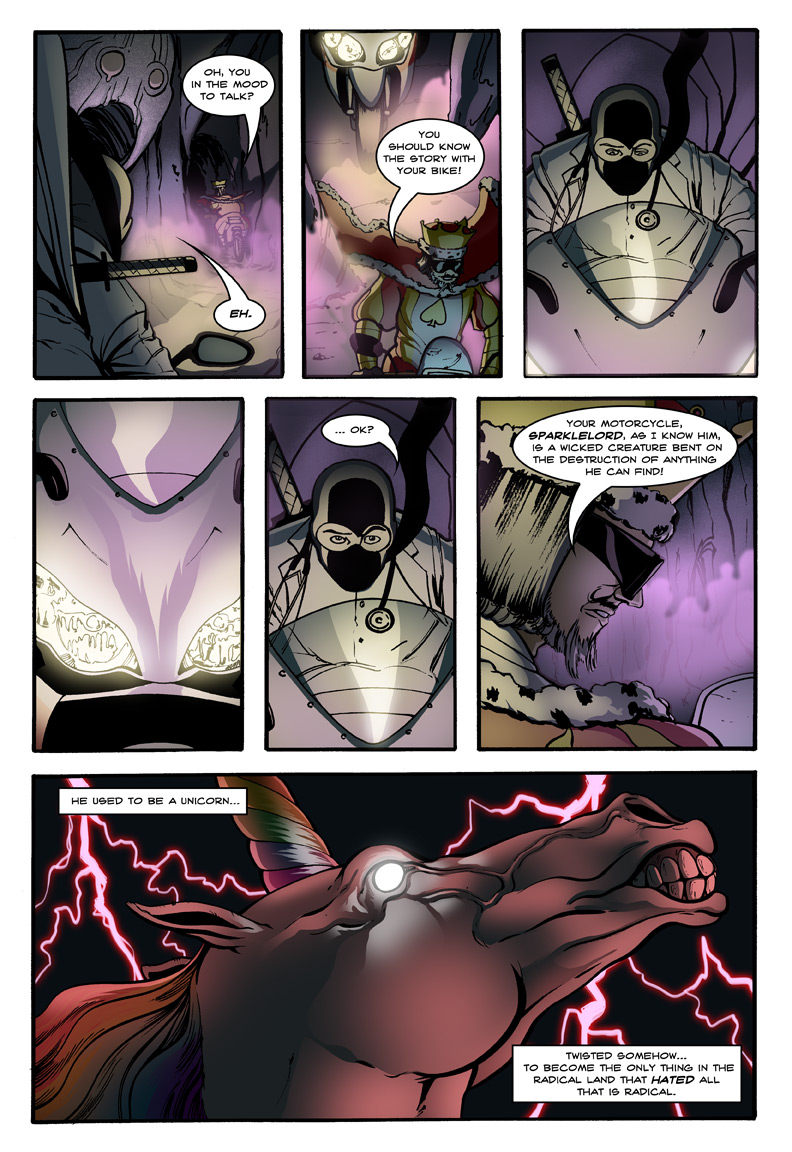 OH, YOU
IN THE MOOD
TO TALK?
EH.
YOU
SHOULD KNOW
THE STORY WITH
YOUR BIKE!
... OK?
YOUR MOTORCYCLE,
SPARKLELORD, AS I KNOW HIM,
IS A WICKED CREATURE BENT ON
THE DESTRUCTION OF ANYTHING
HE CAN FIND!
HE USED TO BE A UNICORN...
TWISTED SOMEHOW...
TO BECOME THE ONLY THING IN THE
RADICAL LAND THAT HATED ALL
THAT IS RADICAL.